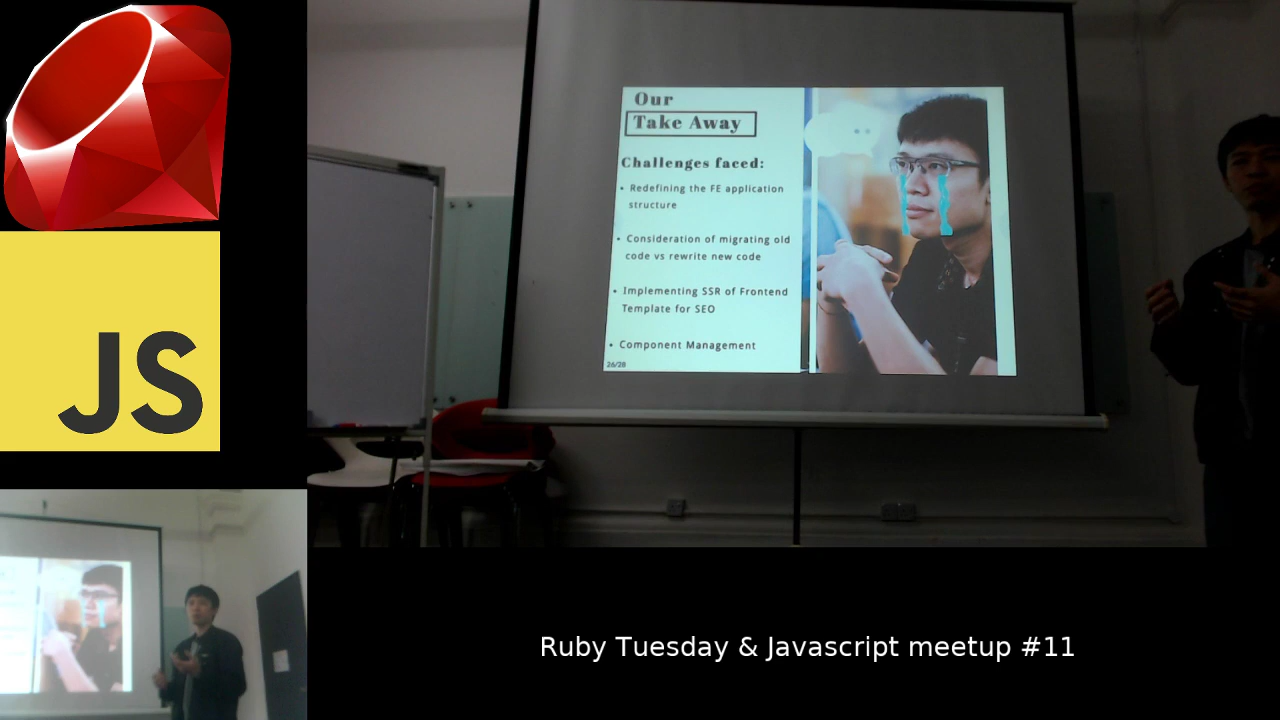 JS
Our
Take Away
Challenges faced:
• Redefining the FE application
structure
• Consideration of migrating old
code vs rewrite new code
• Implementing SSR of Frontend
Template for SEO
• Component Management
26/28
Ruby Tuesday & Javascript meetup #11